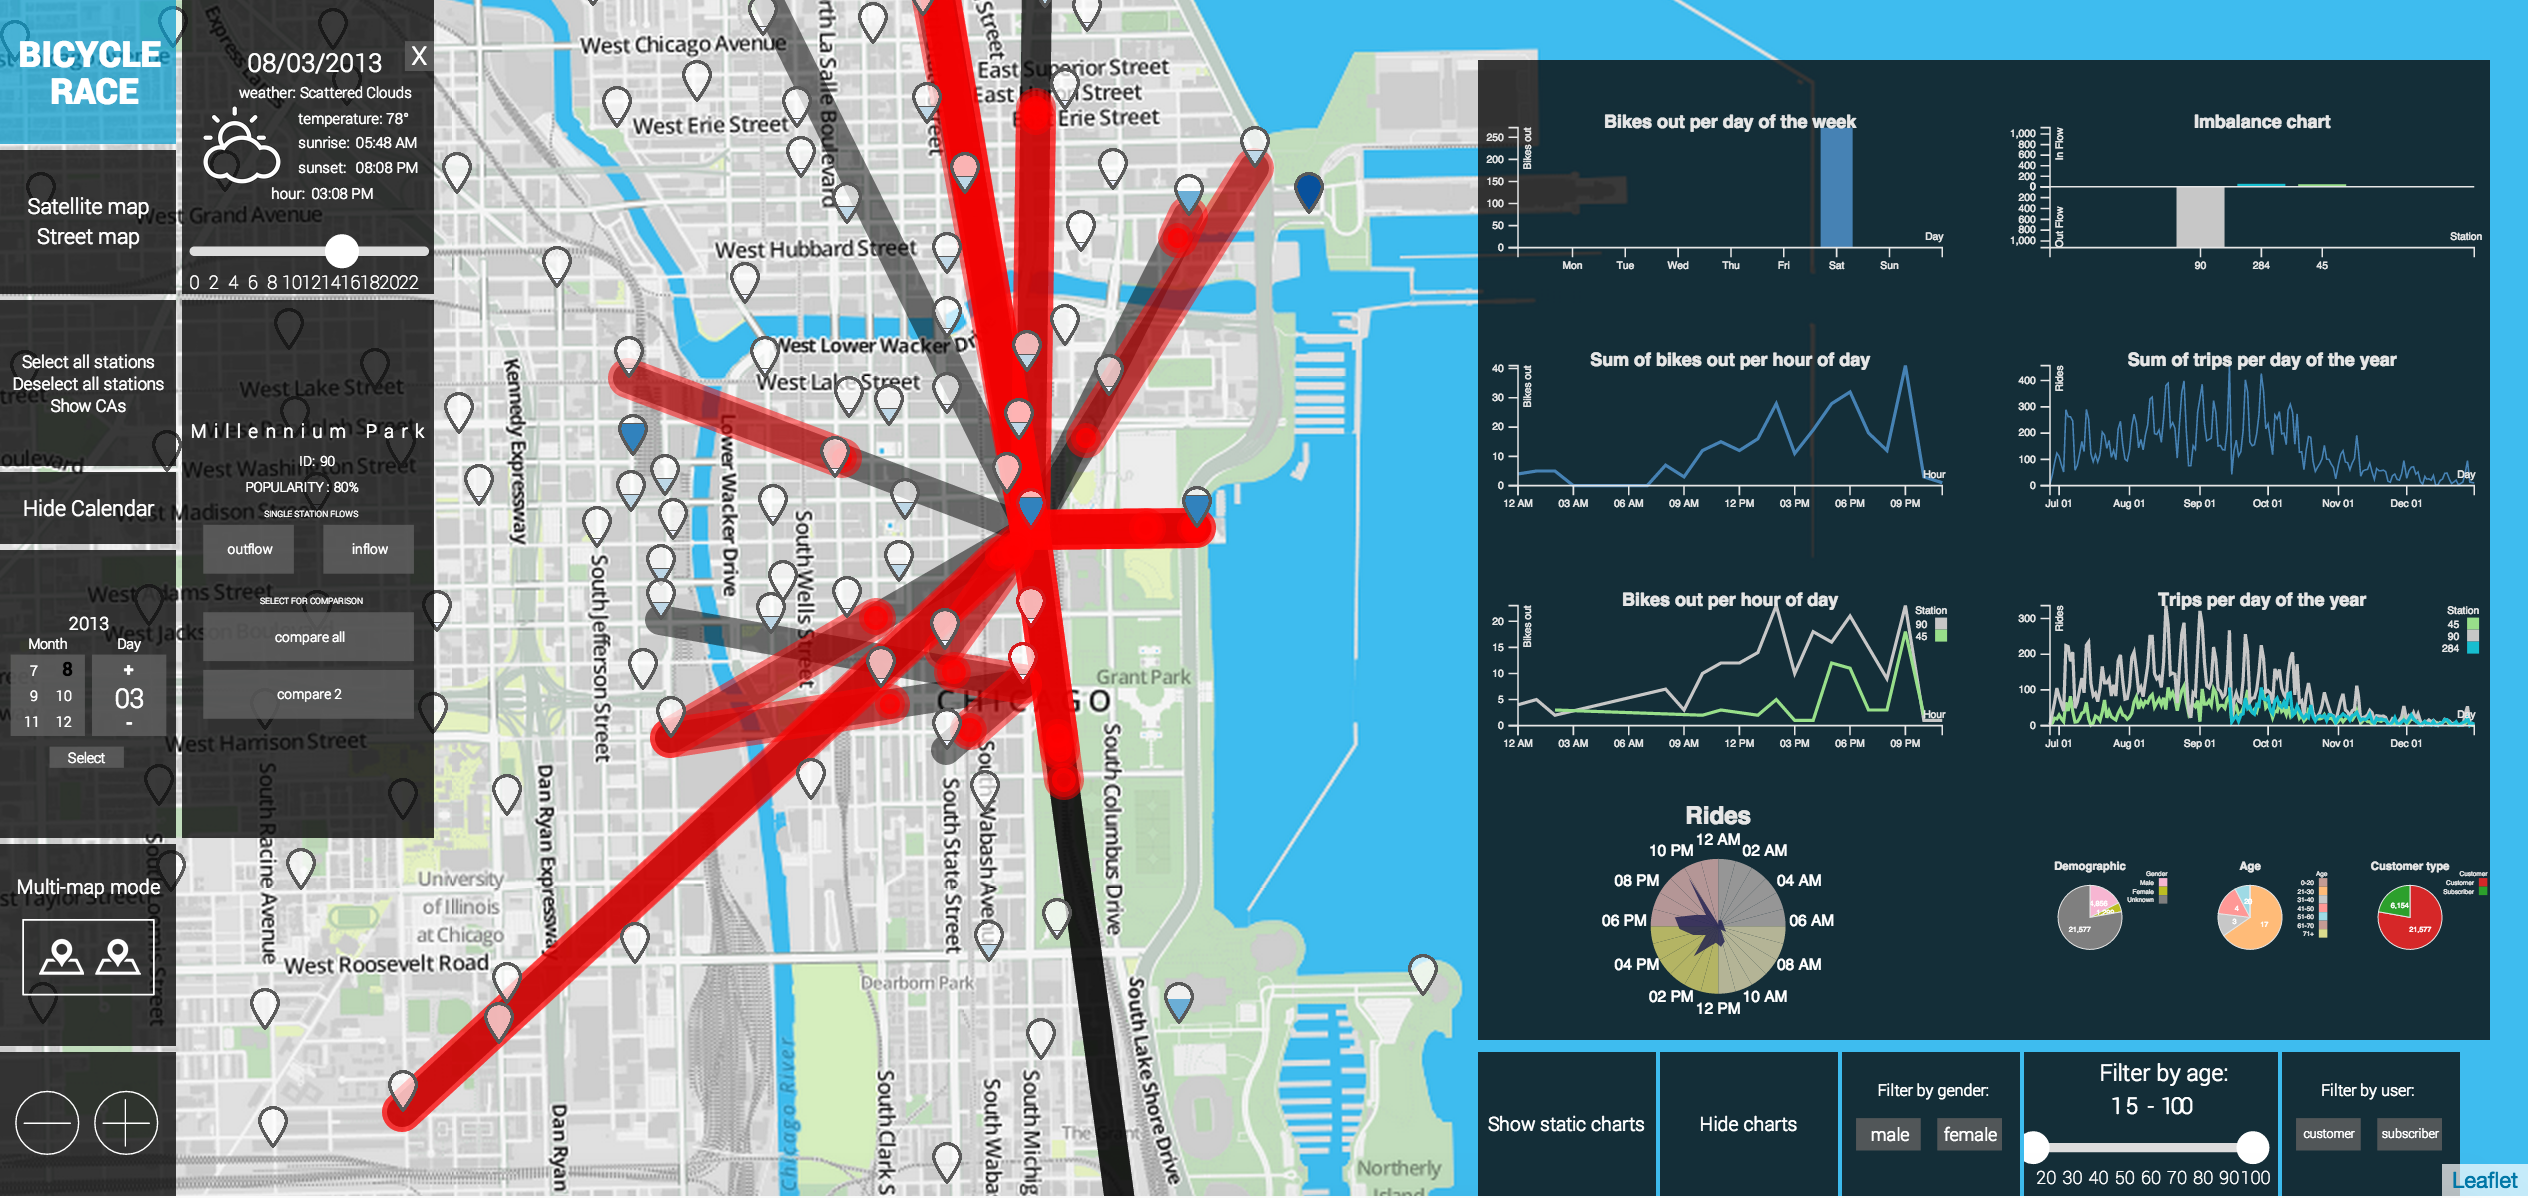 BICYCLE
RACE
Satellite map
Street map
Select all stations
Deselect all stations
Show CAs
Hide Calendar
2013
Month Day
7 8 +
9 10 03
11 12 -
Select
Multi-map mode
08/03/2013 X
weather: Scattered Clouds
temperature: 78°
sunrise: 05:48 AM
sunset: 08:08 PM
hour: 03:08 PM
0 2 4 6 8 10 12 14 16 18 20 22
Millennium Park
ID: 90
POPULARITY : 80%
SINGLE STATION FLOWS
outflow inflow
SELECT FOR COMPARISON
compare all
compare 2
West Grand Avenue
West Lake Street
West Washington Street
West Madison Street
West Adams Street
West Jackson Boulevard
West Harrison Street
South Racine Avenue
West Chicago Avenue
West Erie Street
West Hubbard Street
West Lower Wacker Dr
West Lake Street
East Superior Street
East Huron Street
East Erie Street
Kennedy Expressway
Lower Wacker Drive
South Jefferson Street
South Wells Street
Dan Ryan Expressway
CHICAGO
Grant Park
South State Street
South Wabash Avenue
South Columbus Drive
University
of Illinois
at Chicago
West Roosevelt Road
Dearborn Park
South Lake Shore Drive
Chicago River
Dan Ryan
South Clark S
South Waba
South Michig
The Grant
Northerly
Island
Bikes out per day of the week
Bikes out
250
200
150
100
50
0
Day
Mon Tue Wed Thu Fri Sat Sun
Imbalance chart
In Flow
Out Flow
1,000
800
600
400
200
0
200
400
600
800
1,000
Station
90 284 45
Sum of bikes out per hour of day
Bikes out
40
30
20
10
0
Hour
12 AM 03 AM 06 AM 09 AM 12 PM 03 PM 06 PM 09 PM
Sum of trips per day of the year
Rides
400
300
200
100
0
Day
Jul 01 Aug 01 Sep 01 Oct 01 Nov 01 Dec 01
Bikes out per hour of day
Bikes out
20
15
10
5
0
Station
90
45
Hour
12 AM 03 AM 06 AM 09 AM 12 PM 03 PM 06 PM 09 PM
Trips per day of the year
Rides
300
200
100
0
Station
45
90
284
Day
Jul 01 Aug 01 Sep 01 Oct 01 Nov 01 Dec 01
Rides
12 AM
02 AM
04 AM
06 AM
08 AM
10 AM
12 PM
02 PM
04 PM
06 PM
08 PM
10 PM
Demographic
Gender
Male
Female
Unknown
21,577
Age
Age
0-20
21-30
31-40
41-50
51-60
61-70
71+
4
3
17
Customer type
Customer
Customer
Subscriber
6,154
21,577
Show static charts
Hide charts
Filter by gender:
male female
Filter by age:
15 - 100
20 30 40 50 60 70 80 90 100
Filter by user:
customer subscriber
Leaflet